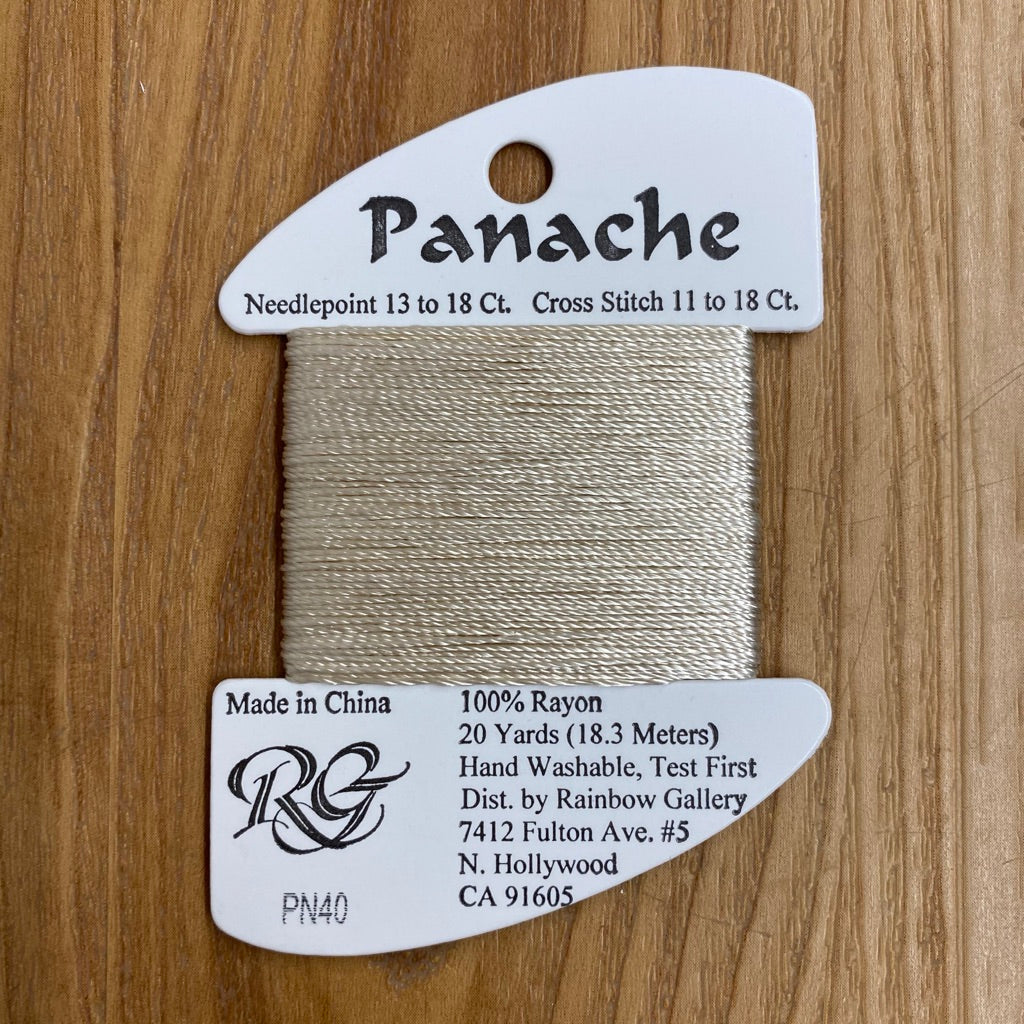 Panache
Needlepoint 13 to 18 Ct. Cross Stitch 11 to 18 Ct.
Made in China
RG
PN40
100% Rayon
20 Yards (18.3 Meters)
Hand Washable, Test First
Dist. by Rainbow Gallery
7412 Fulton Ave. #5
N. Hollywood
CA 91605